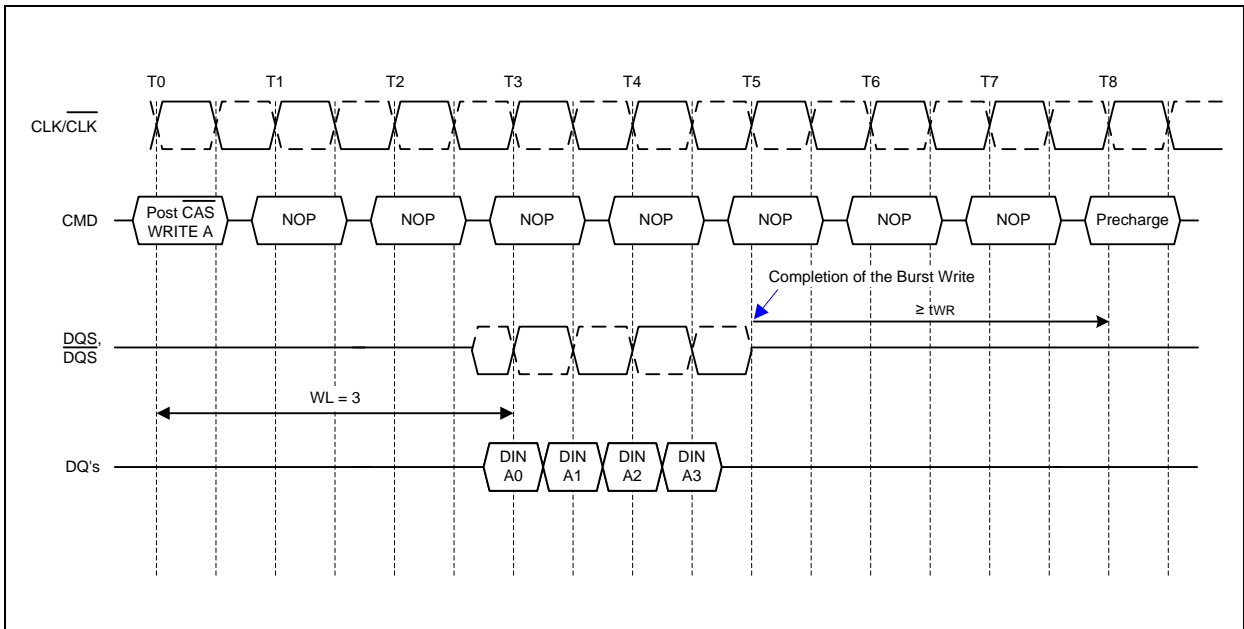 T0 T1 T2 T3 T4 T5 T6 T7 T8
CLK/CLK
CMD
Post CAS
WRITE A
NOP NOP NOP NOP NOP NOP NOP Precharge
Completion of the Burst Write
≥ tWR
DQS,
DQS
WL = 3
DQ's
DIN DIN DIN DIN
A0 A1 A2 A3